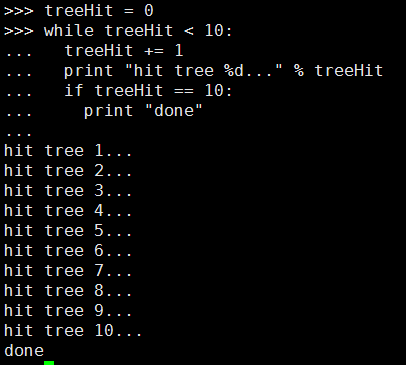 >>> treeHit = 0
>>> while treeHit < 10:
...   treeHit += 1
...   print "hit tree %d..." % treeHit
...   if treeHit == 10:
...     print "done"
...
hit tree 1...
hit tree 2...
hit tree 3...
hit tree 4...
hit tree 5...
hit tree 6...
hit tree 7...
hit tree 8...
hit tree 9...
hit tree 10...
done